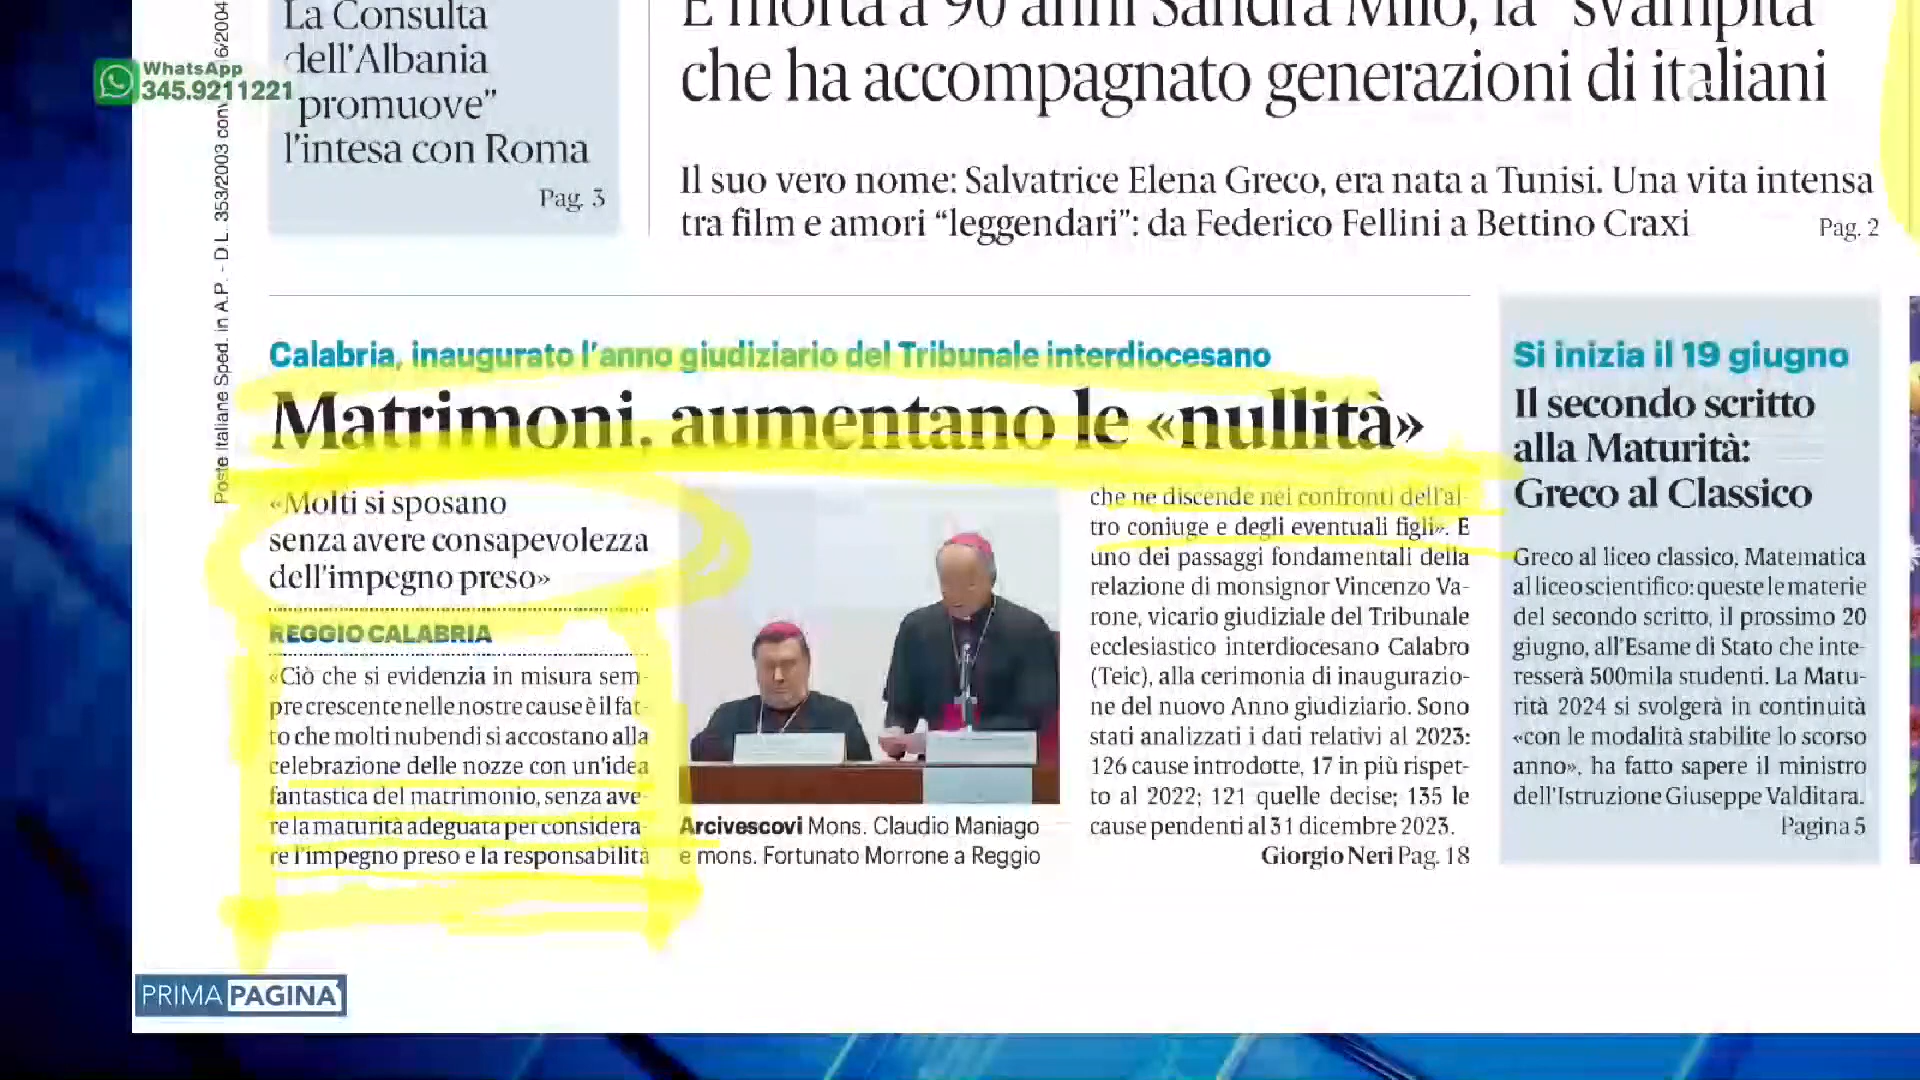 WhatsApp
345.9211221
Poste Italiane Sped. in A.P. - D.L. 353/2003
La Consulta
dell'Albania
promuove”
l'intesa con Roma
Pag. 3
È morta a 90 anni Sandra Milo, la “svampita
che ha accompagnato generazioni di italiani
Il suo vero nome: Salvatrice Elena Greco, era nata a Tunisi. Una vita intensa
tra film e amori “leggendari”: da Federico Fellini a Bettino Craxi
Pag. 2
Calabria, inaugurato l'anno giudiziario del Tribunale interdiocesano
Matrimoni, aumentano le «nullità»
«Molti si sposano
senza avere consapevolezza
dell'impegno preso»
REGGIO CALABRIA
«Ciò che si evidenzia in misura sem-
pre crescente nelle nostre cause è il fat-
to che molti nubendi si accostano alla
celebrazione delle nozze con un'idea
fantastica del matrimonio, senza ave-
re la maturità adeguata per considera-
re l'impegno preso e la responsabilità
Arcivescovi Mons. Claudio Maniago
e mons. Fortunato Morrone a Reggio
che ne discende nei confronti dell'al-
tro coniuge e degli eventuali figli». È
uno dei passaggi fondamentali della
relazione di monsignor Vincenzo Va-
rone, vicario giudiziale del Tribunale
ecclesiastico interdiocesano Calabro
(Teic), alla cerimonia di inaugurazio-
ne del nuovo Anno giudiziario. Sono
stati analizzati i dati relativi al 2023:
126 cause introdotte, 17 in più rispet-
to al 2022; 121 quelle decise; 135 le
cause pendenti al 31 dicembre 2023.
Giorgio Neri Pag. 18
Si inizia il 19 giugno
Il secondo scritto
alla Maturità:
Greco al Classico
Greco al liceo classico, Matematica
al liceo scientifico: queste le materie
del secondo scritto, il prossimo 20
giugno, all'Esame di Stato che inte-
resserà 500mila studenti. La Matu-
rità 2024 si svolgerà in continuità
«con le modalità stabilite lo scorso
anno», ha fatto sapere il ministro
dell'Istruzione Giuseppe Valditara.
Pagina 5
PRIMA PAGINA